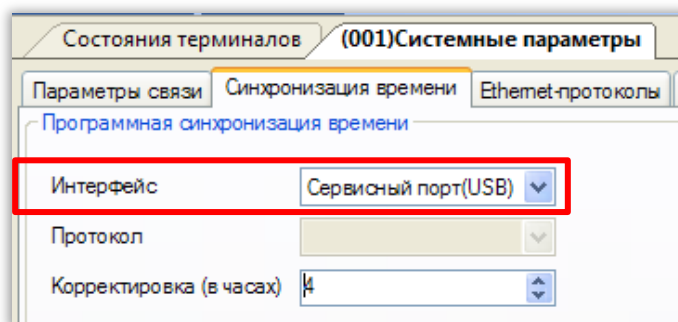 Состояния терминалов (001)Системные параметры
Параметры связи Синхронизация времени Ethernet-протоколы
Программная синхронизация времени
Интерфейс Сервисный порт(USB)
Протокол
Корректировка (в часах) 4